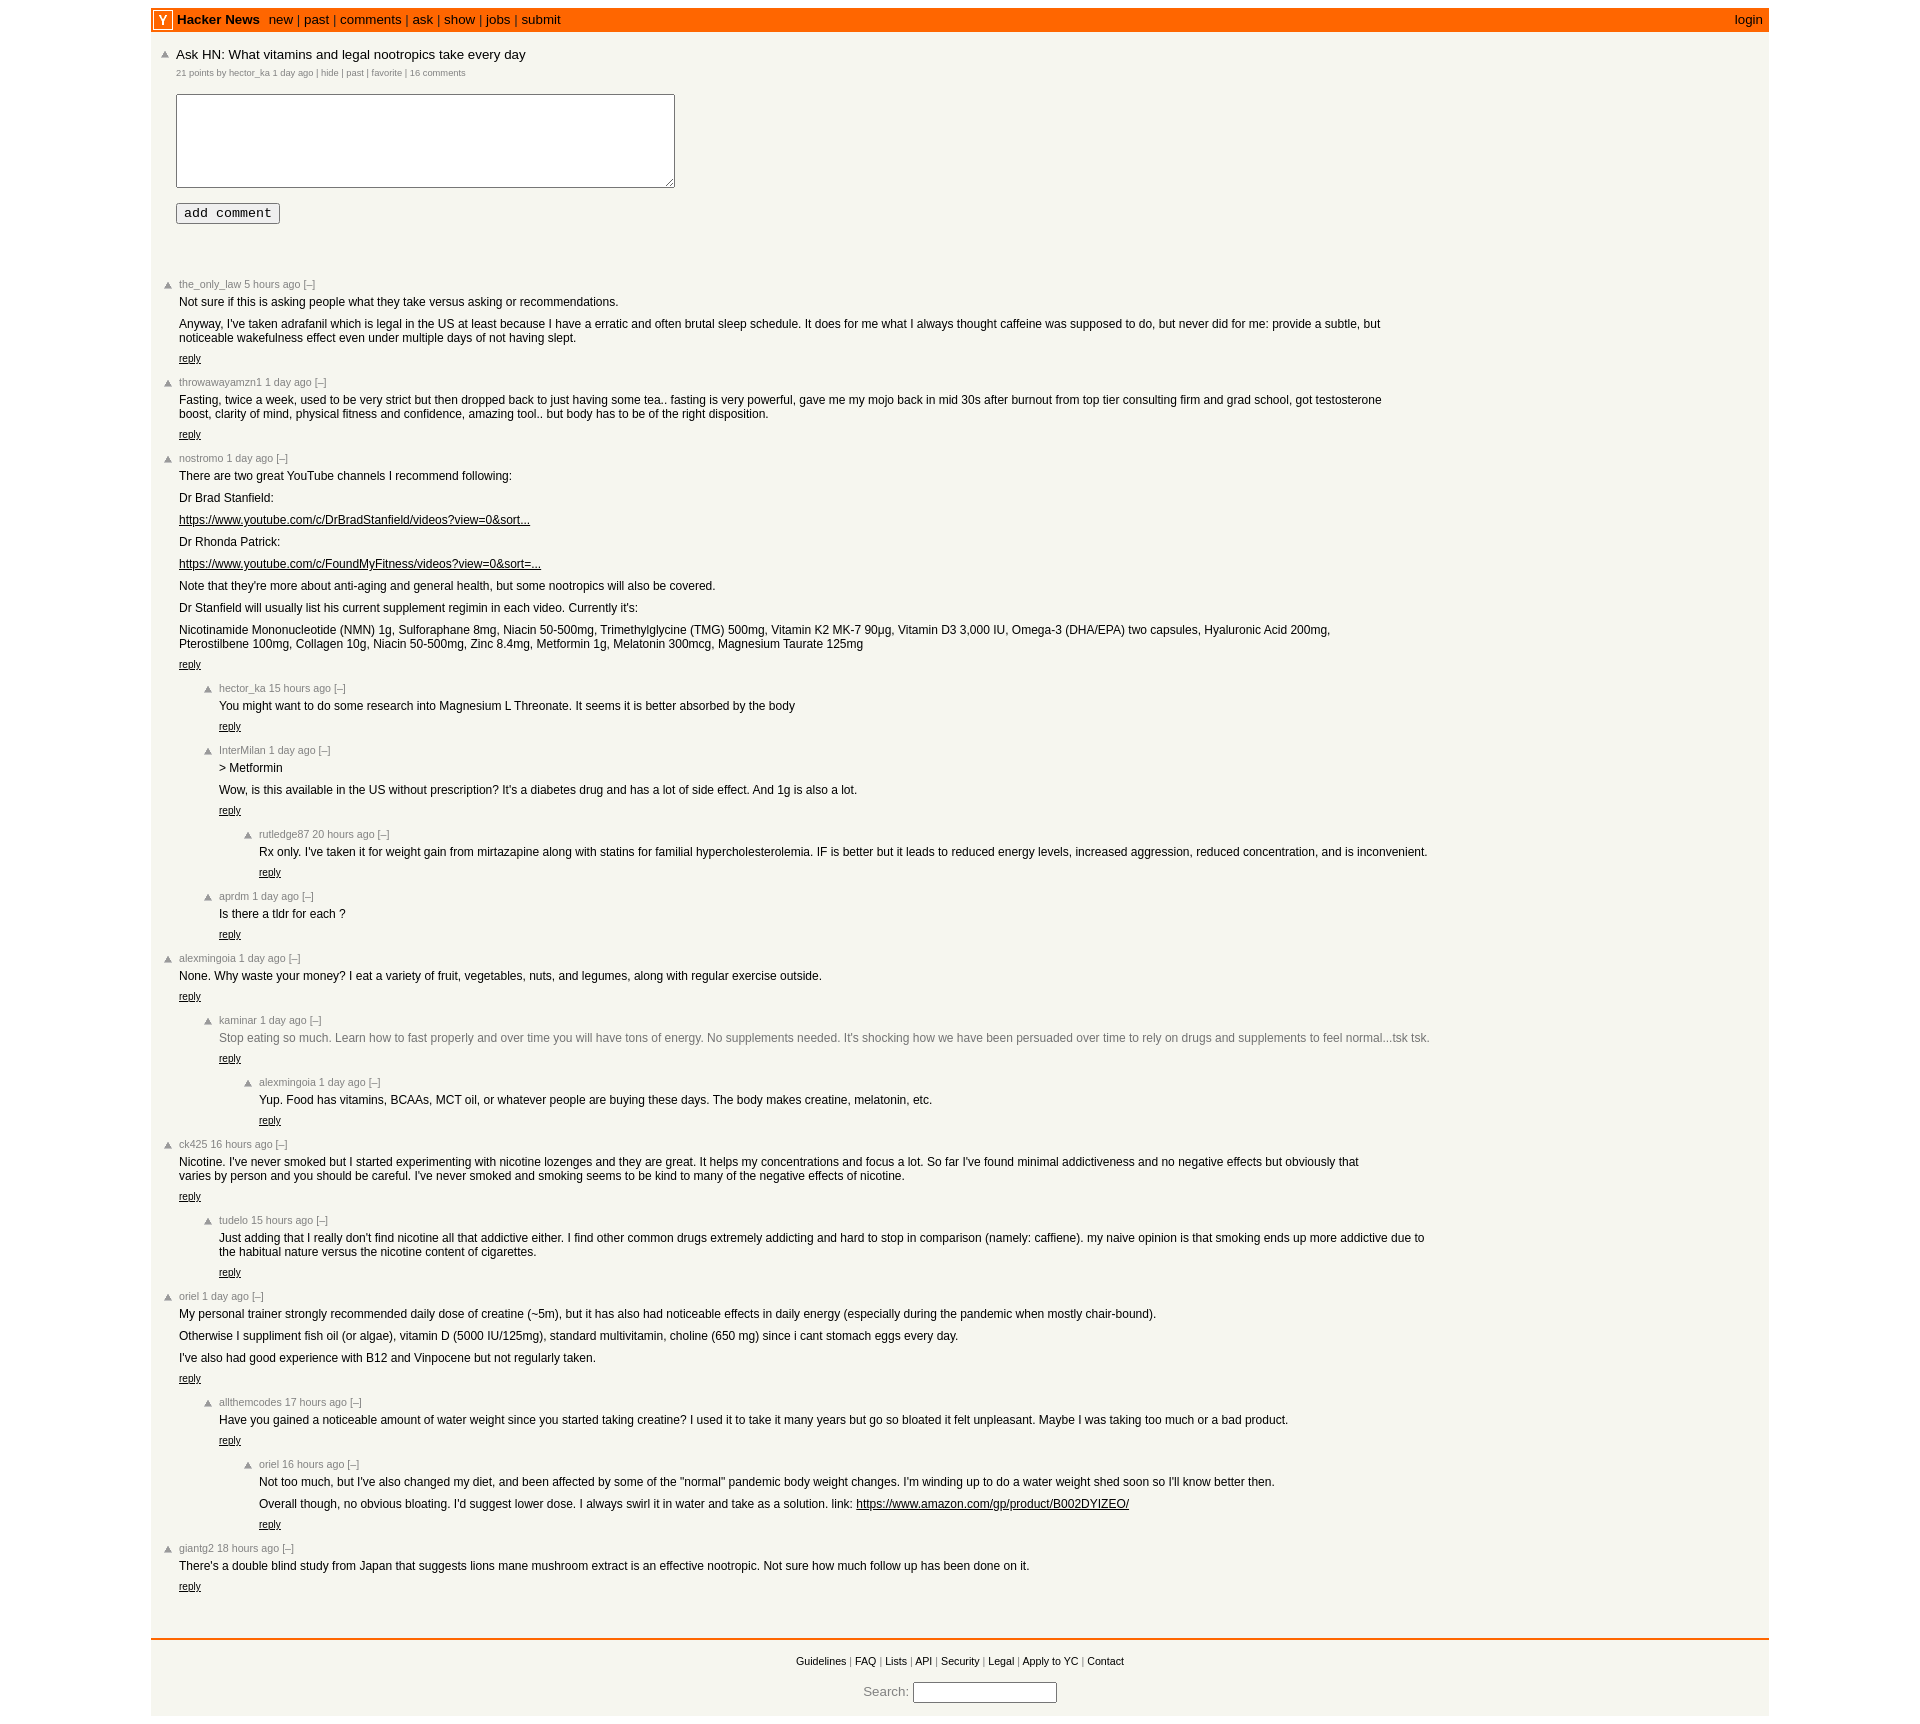 Y Hacker News new | past | comments | ask | show | jobs | submit login
Ask HN: What vitamins and legal nootropics take every day
21 points by hector_ka 1 day ago | hide | past | favorite | 16 comments
add comment
the_only_law 5 hours ago [–]
Not sure if this is asking people what they take versus asking or recommendations.
Anyway, I've taken adrafanil which is legal in the US at least because I have a erratic and often brutal sleep schedule. It does for me what I always thought caffeine was supposed to do, but never did for me: provide a subtle, but
noticeable wakefulness effect even under multiple days of not having slept.
reply
throwawayamzn1 1 day ago [–]
Fasting, twice a week, used to be very strict but then dropped back to just having some tea.. fasting is very powerful, gave me my mojo back in mid 30s after burnout from top tier consulting firm and grad school, got testosterone
boost, clarity of mind, physical fitness and confidence, amazing tool.. but body has to be of the right disposition.
reply
nostromo 1 day ago [–]
There are two great YouTube channels I recommend following:
Dr Brad Stanfield:
https://www.youtube.com/c/DrBradStanfield/videos?view=0&sort...
Dr Rhonda Patrick:
https://www.youtube.com/c/FoundMyFitness/videos?view=0&sort=...
Note that they're more about anti-aging and general health, but some nootropics will also be covered.
Dr Stanfield will usually list his current supplement regimin in each video. Currently it's:
Nicotinamide Mononucleotide (NMN) 1g, Sulforaphane 8mg, Niacin 50-500mg, Trimethylglycine (TMG) 500mg, Vitamin K2 MK-7 90μg, Vitamin D3 3,000 IU, Omega-3 (DHA/EPA) two capsules, Hyaluronic Acid 200mg,
Pterostilbene 100mg, Collagen 10g, Niacin 50-500mg, Zinc 8.4mg, Metformin 1g, Melatonin 300mcg, Magnesium Taurate 125mg
reply
hector_ka 15 hours ago [–]
You might want to do some research into Magnesium L Threonate. It seems it is better absorbed by the body
reply
InterMilan 1 day ago [–]
> Metformin
Wow, is this available in the US without prescription? It's a diabetes drug and has a lot of side effect. And 1g is also a lot.
reply
rutledge87 20 hours ago [–]
Rx only. I've taken it for weight gain from mirtazapine along with statins for familial hypercholesterolemia. IF is better but it leads to reduced energy levels, increased aggression, reduced concentration, and is inconvenient.
reply
aprdm 1 day ago [–]
Is there a tldr for each ?
reply
alexmingoia 1 day ago [–]
None. Why waste your money? I eat a variety of fruit, vegetables, nuts, and legumes, along with regular exercise outside.
reply
kaminar 1 day ago [–]
Stop eating so much. Learn how to fast properly and over time you will have tons of energy. No supplements needed. It's shocking how we have been persuaded over time to rely on drugs and supplements to feel normal...tsk tsk.
reply
alexmingoia 1 day ago [–]
Yup. Food has vitamins, BCAAs, MCT oil, or whatever people are buying these days. The body makes creatine, melatonin, etc.
reply
ck425 16 hours ago [–]
Nicotine. I've never smoked but I started experimenting with nicotine lozenges and they are great. It helps my concentrations and focus a lot. So far I've found minimal addictiveness and no negative effects but obviously that
varies by person and you should be careful. I've never smoked and smoking seems to be kind to many of the negative effects of nicotine.
reply
tudelo 15 hours ago [–]
Just adding that I really don't find nicotine all that addictive either. I find other common drugs extremely addicting and hard to stop in comparison (namely: caffiene). my naive opinion is that smoking ends up more addictive due to
the habitual nature versus the nicotine content of cigarettes.
reply
oriel 1 day ago [–]
My personal trainer strongly recommended daily dose of creatine (~5m), but it has also had noticeable effects in daily energy (especially during the pandemic when mostly chair-bound).
Otherwise I suppliment fish oil (or algae), vitamin D (5000 IU/125mg), standard multivitamin, choline (650 mg) since i cant stomach eggs every day.
I've also had good experience with B12 and Vinpocene but not regularly taken.
reply
allthemcodes 17 hours ago [–]
Have you gained a noticeable amount of water weight since you started taking creatine? I used it to take it many years but go so bloated it felt unpleasant. Maybe I was taking too much or a bad product.
reply
oriel 16 hours ago [–]
Not too much, but I've also changed my diet, and been affected by some of the "normal" pandemic body weight changes. I'm winding up to do a water weight shed soon so I'll know better then.
Overall though, no obvious bloating. I'd suggest lower dose. I always swirl it in water and take as a solution. link: https://www.amazon.com/gp/product/B002DYIZEO/
reply
giantg2 18 hours ago [–]
There's a double blind study from Japan that suggests lions mane mushroom extract is an effective nootropic. Not sure how much follow up has been done on it.
reply
Guidelines | FAQ | Lists | API | Security | Legal | Apply to YC | Contact
Search: